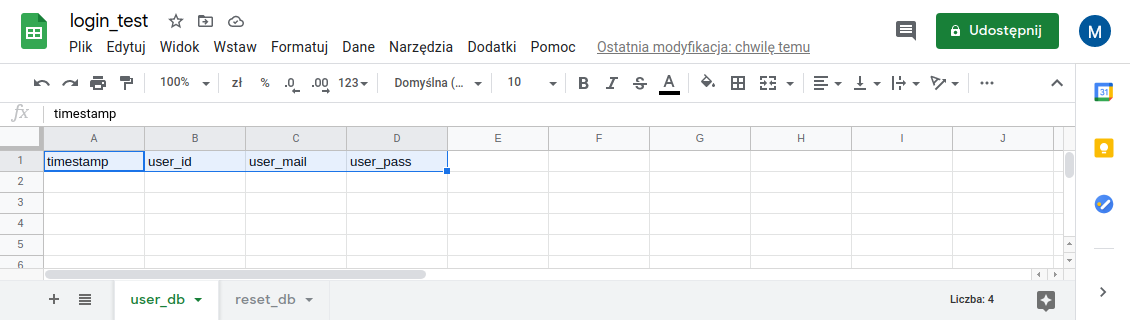 login_test
Plik Edytuj Widok Wstaw Formatuj Dane Narzędzia Dodatki Pomoc Ostatnia modyfikacja: chwilę temu
Udostępnij
M
100% zł % .0 .00 123 Domyślna (... 10 B I S A
31
fx timestamp
A B C D E F G H I J
1 timestamp user_id user_mail user_pass
2
3
4
5
6
user_db reset_db Liczba: 4